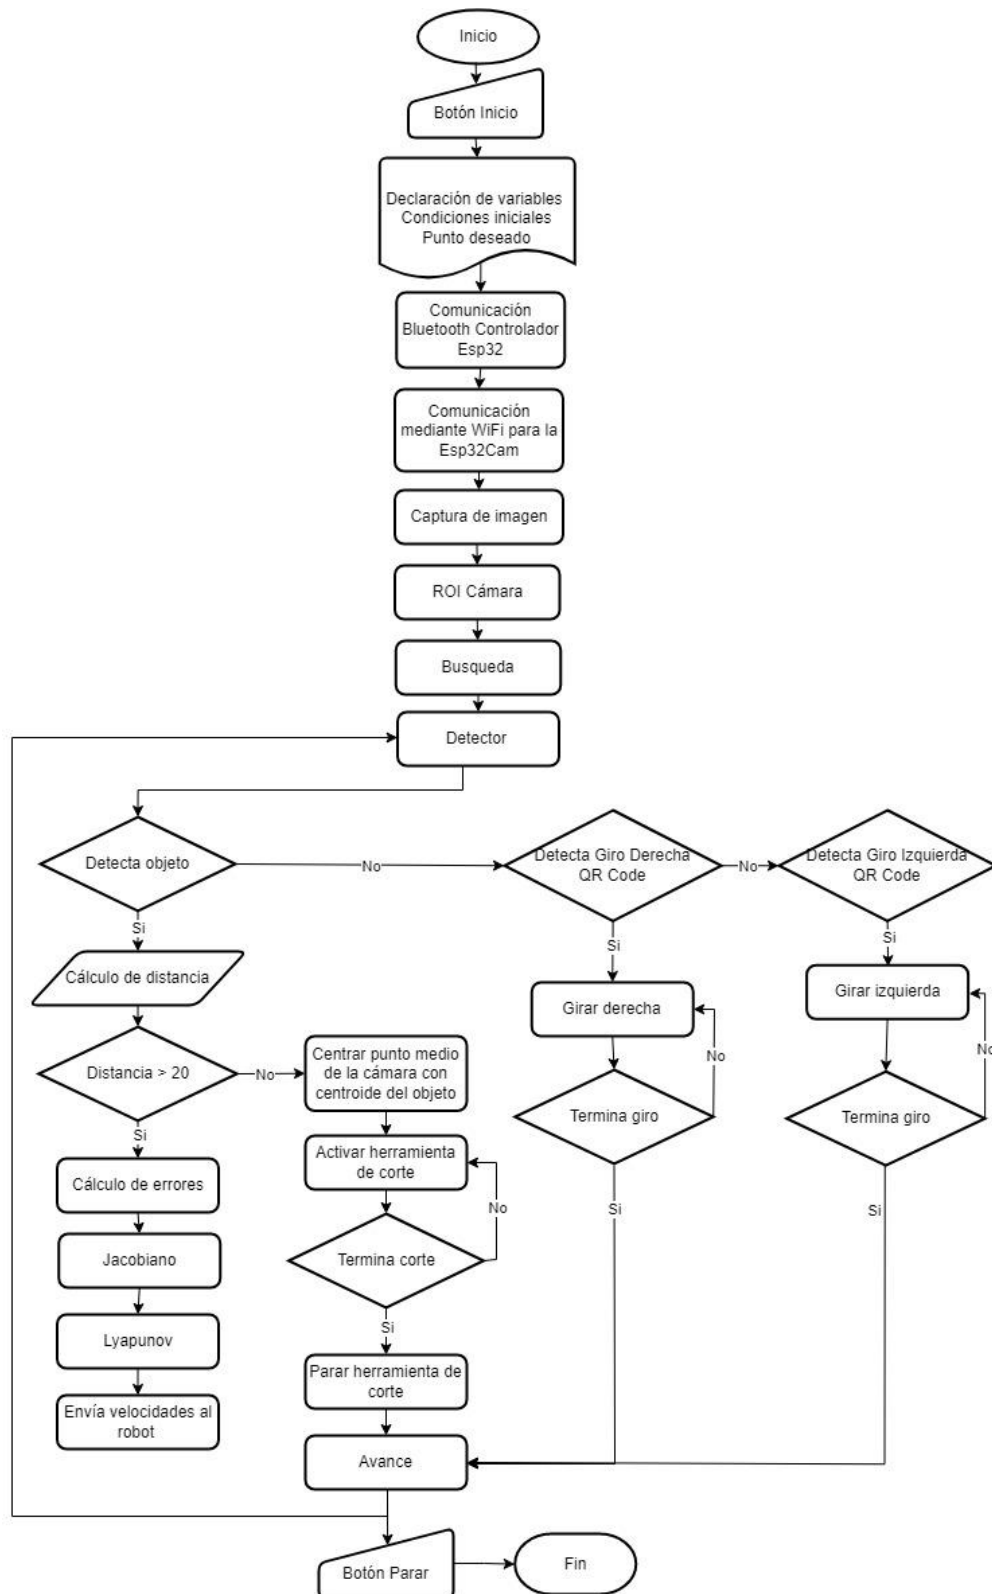 Inicio
Botón Inicio
Declaración de variables
Condiciones iniciales
Punto deseado
Comunicación
Bluetooth Controlador
Esp32
Comunicación
mediante WiFi para la
Esp32Cam
Captura de imagen
ROI Cámara
Busqueda
Detector
Detecta objeto
No
Detecta Giro Derecha
QR Code
No
Detecta Giro Izquierda
QR Code
Si
Si
Si
Cálculo de distancia
Girar derecha
Girar izquierda
Distancia > 20
No
Centrar punto medio
de la cámara con
centroide del objeto
No
No
Termina giro
Termina giro
Si
Activar herramienta
de corte
Cálculo de errores
No
Si
Si
Jacobiano
Termina corte
Si
Lyapunov
Parar herramienta de
corte
Envía velocidades al
robot
Avance
Botón Parar
Fin